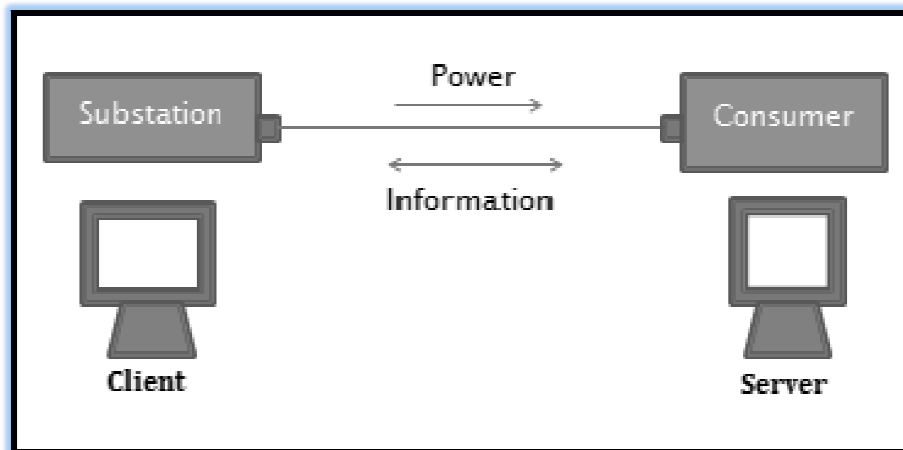 Power
Substation
Consumer
Information
Client
Server